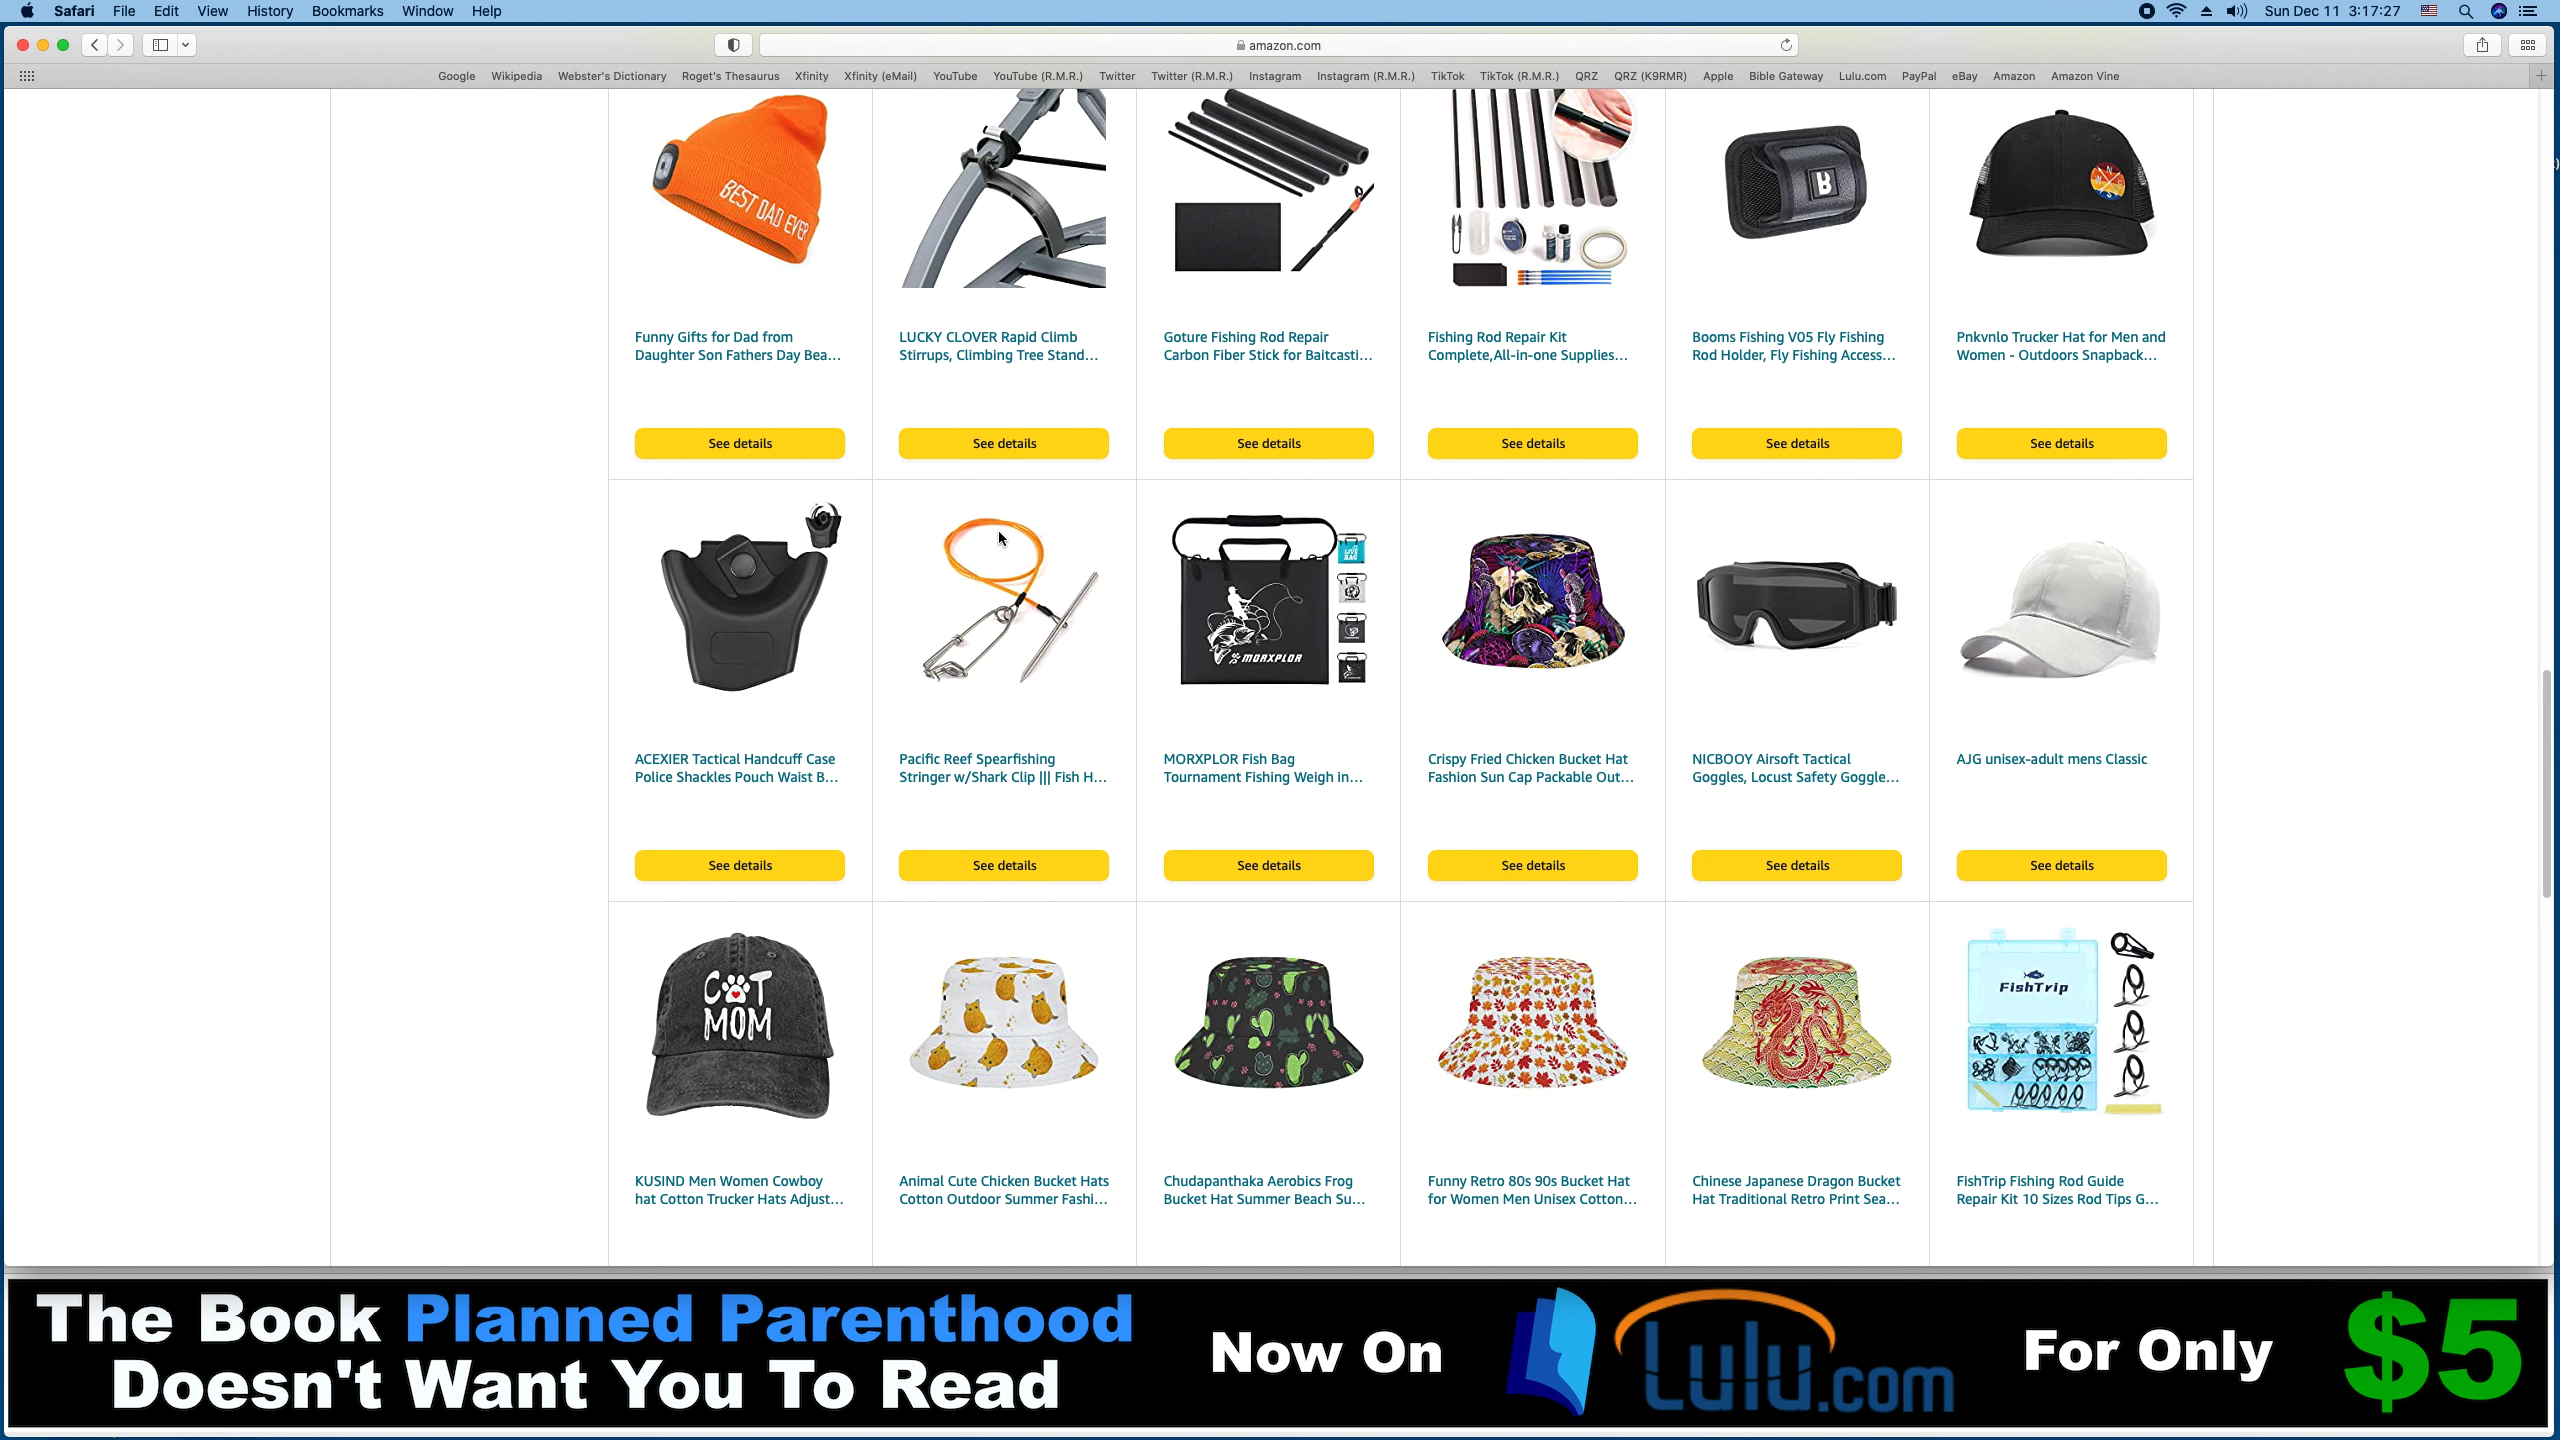 Safari File Edit View History Bookmarks Window Help Sun Dec 11 3:17:27
amazon.com
Google Wikipedia Webster's Dictionary Roget's Thesaurus Xfinity Xfinity (eMail) YouTube YouTube (R.M.R.) Twitter Twitter (R.M.R.) Instagram Instagram (R.M.R.) TikTok TikTok (R.M.R.) QRZ QRZ (K9RMR) Apple Bible Gateway Lulu.com PayPal eBay Amazon Amazon Vine
BEST DAD EVER
Funny Gifts for Dad from
Daughter Son Fathers Day Bea...
LUCKY CLOVER Rapid Climb
Stirrups, Climbing Tree Stand...
Goture Fishing Rod Repair
Carbon Fiber Stick for Baitcasti...
Fishing Rod Repair Kit
Complete,All-in-one Supplies...
Booms Fishing V05 Fly Fishing
Rod Holder, Fly Fishing Access...
Pnkvnlo Trucker Hat for Men and
Women - Outdoors Snapback...
See details See details See details See details See details See details
LIVE
BAG
MORXPLOR
ACEXIER Tactical Handcuff Case
Police Shackles Pouch Waist B...
Pacific Reef Spearfishing
Stringer w/Shark Clip ||| Fish H...
MORXPLOR Fish Bag
Tournament Fishing Weigh in...
Crispy Fried Chicken Bucket Hat
Fashion Sun Cap Packable Out...
NICBOOY Airsoft Tactical
Goggles, Locust Safety Goggle...
AJG unisex-adult mens Classic
See details See details See details See details See details See details
CAT
MOM
FishTrip
KUSIND Men Women Cowboy
hat Cotton Trucker Hats Adjust...
Animal Cute Chicken Bucket Hats
Cotton Outdoor Summer Fashi...
Chudapanthaka Aerobics Frog
Bucket Hat Summer Beach Su...
Funny Retro 80s 90s Bucket Hat
for Women Men Unisex Cotton...
Chinese Japanese Dragon Bucket
Hat Traditional Retro Print Sea...
FishTrip Fishing Rod Guide
Repair Kit 10 Sizes Rod Tips G...
The Book Planned Parenthood
Doesn't Want You To Read
Now On
Lulu.com
For Only
$5